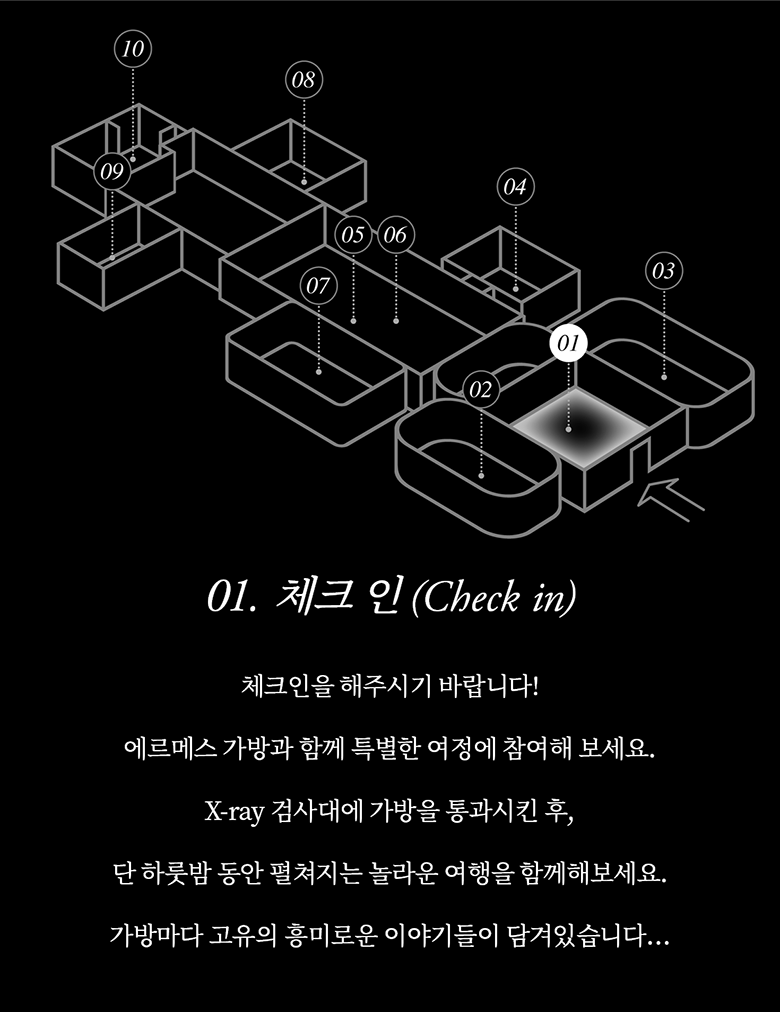 10
08
09
04
05
06
03
07
01
02
01. 체크 인 (Check in)
체크인을 해주시기 바랍니다!
에르메스 가방과 함께 특별한 여정에 참여해 보세요.
X-ray 검사대에 가방을 통과시킨 후,
단 하룻밤 동안 펼쳐지는 놀라운 여행을 함께해보세요.
가방마다 고유의 흥미로운 이야기들이 담겨있습니다...